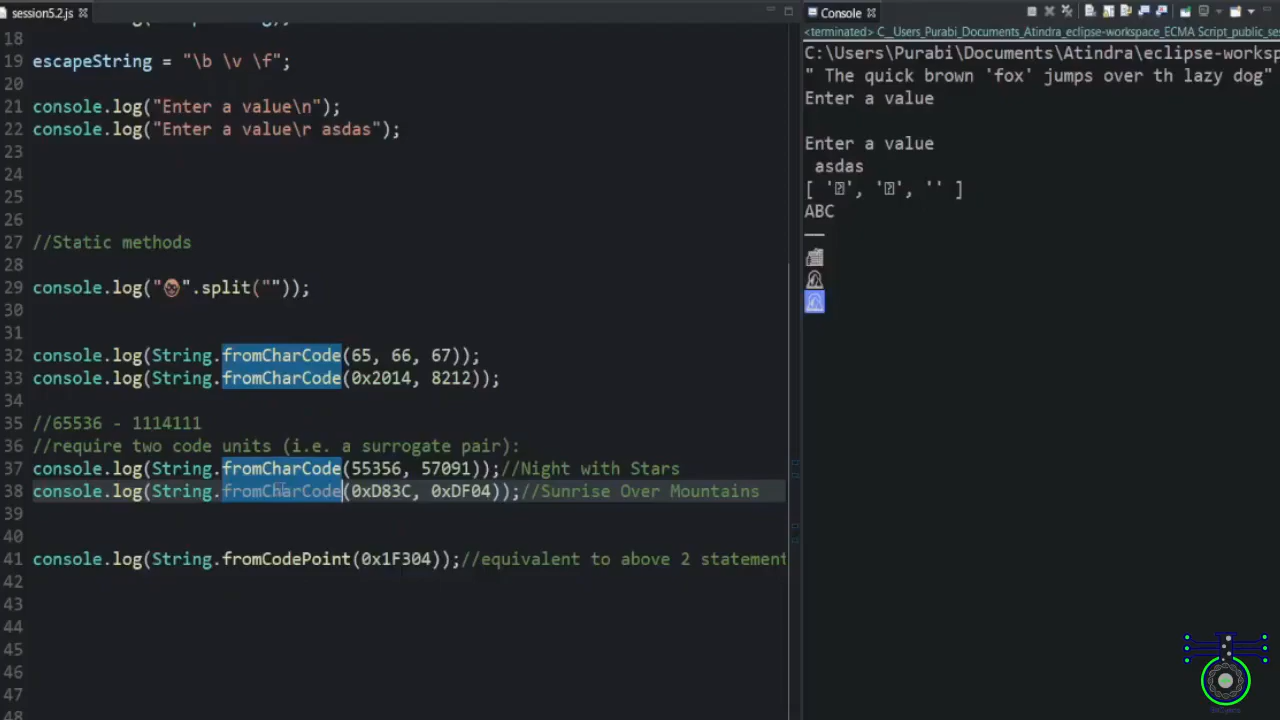 session5.2.js
18
19 escapeString = "\b \v \f";
20
21 console.log("Enter a value\n");
22 console.log("Enter a value\r asdas");
23
24
25
26
27 //Static methods
28
29 console.log("👨🏽".split(""));
30
31
32 console.log(String.fromCharCode(65, 66, 67));
33 console.log(String.fromCharCode(0x2014, 8212));
34
35 //65536 - 1114111
36 //require two code units (i.e. a surrogate pair):
37 console.log(String.fromCharCode(55356, 57091));//Night with Stars
38 console.log(String.fromCharCode(0xD83C, 0xDF04));//Sunrise Over Mountains
39
40
41 console.log(String.fromCodePoint(0x1F304));//equivalent to above 2 statement
42
43
44
45
46
47
48
Console
<terminated> C__Users_Purabi_Documents_Atindra_eclipse-workspace_ECMA Script_public_se
C:\Users\Purabi\Documents\Atindra\eclipse-worksp
" The quick brown 'fox' jumps over th lazy dog"
Enter a value
Enter a value
asdas
[ '�', '�', '' ]
ABC
——
🌃
🌄
🌄